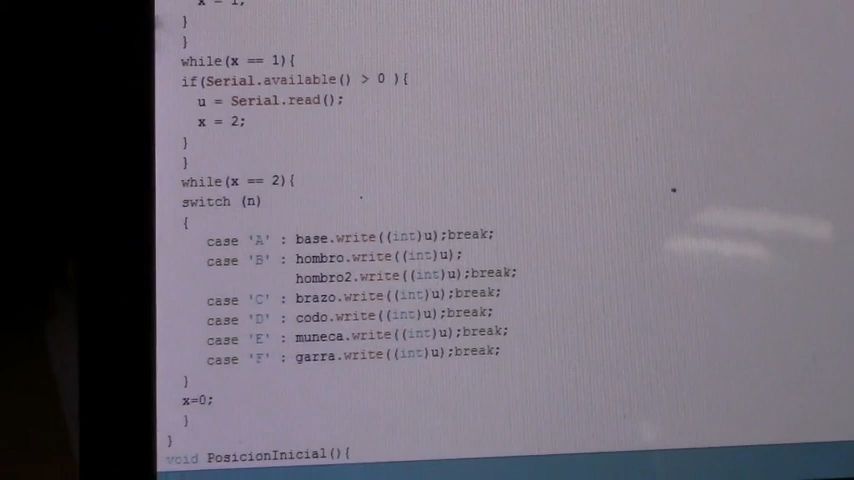 x = 1;
}
}
while(x == 1){
if(Serial.available() > 0 ){
u = Serial.read();
x = 2;
}
}
while(x == 2){
switch (n)
{
case 'A' : base.write((int)u);break;
case 'B' : hombro.write((int)u);
hombro2.write((int)u);break;
case 'C' : brazo.write((int)u);break;
case 'D' : codo.write((int)u);break;
case 'E' : muneca.write((int)u);break;
case 'F' : garra.write((int)u);break;
}
x=0;
}
}
void PosicionInicial(){